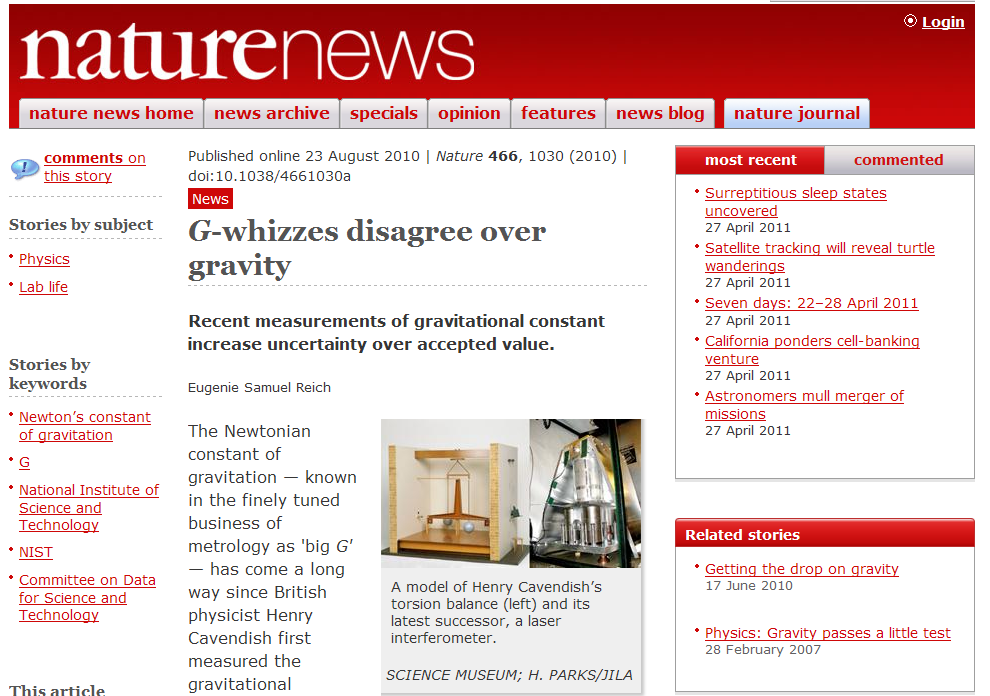 naturenews
Login
nature news home
news archive
specials
opinion
features
news blog
nature journal
comments on
this story
Stories by subject
Physics
Lab life
Stories by
keywords
Newton's constant
of gravitation
G
National Institute of
Science and
Technology
NIST
Committee on Data
for Science and
Technology
This article
Published online 23 August 2010 | Nature 466, 1030 (2010) |
doi:10.1038/4661030a
News
G-whizzes disagree over
gravity
Recent measurements of gravitational constant
increase uncertainty over accepted value.
Eugenie Samuel Reich
The Newtonian
constant of
gravitation — known
in the finely tuned
business of
metrology as 'big G'
— has come a long
way since British
physicist Henry
Cavendish first
measured the
gravitational
A model of Henry Cavendish's
torsion balance (left) and its
latest successor, a laser
interferometer.
SCIENCE MUSEUM; H. PARKS/JILA
most recent
commented
Surreptitious sleep states
uncovered
27 April 2011
Satellite tracking will reveal turtle
wanderings
27 April 2011
Seven days: 22–28 April 2011
27 April 2011
California ponders cell-banking
venture
27 April 2011
Astronomers mull merger of
missions
27 April 2011
Related stories
Getting the drop on gravity
17 June 2010
Physics: Gravity passes a little test
28 February 2007